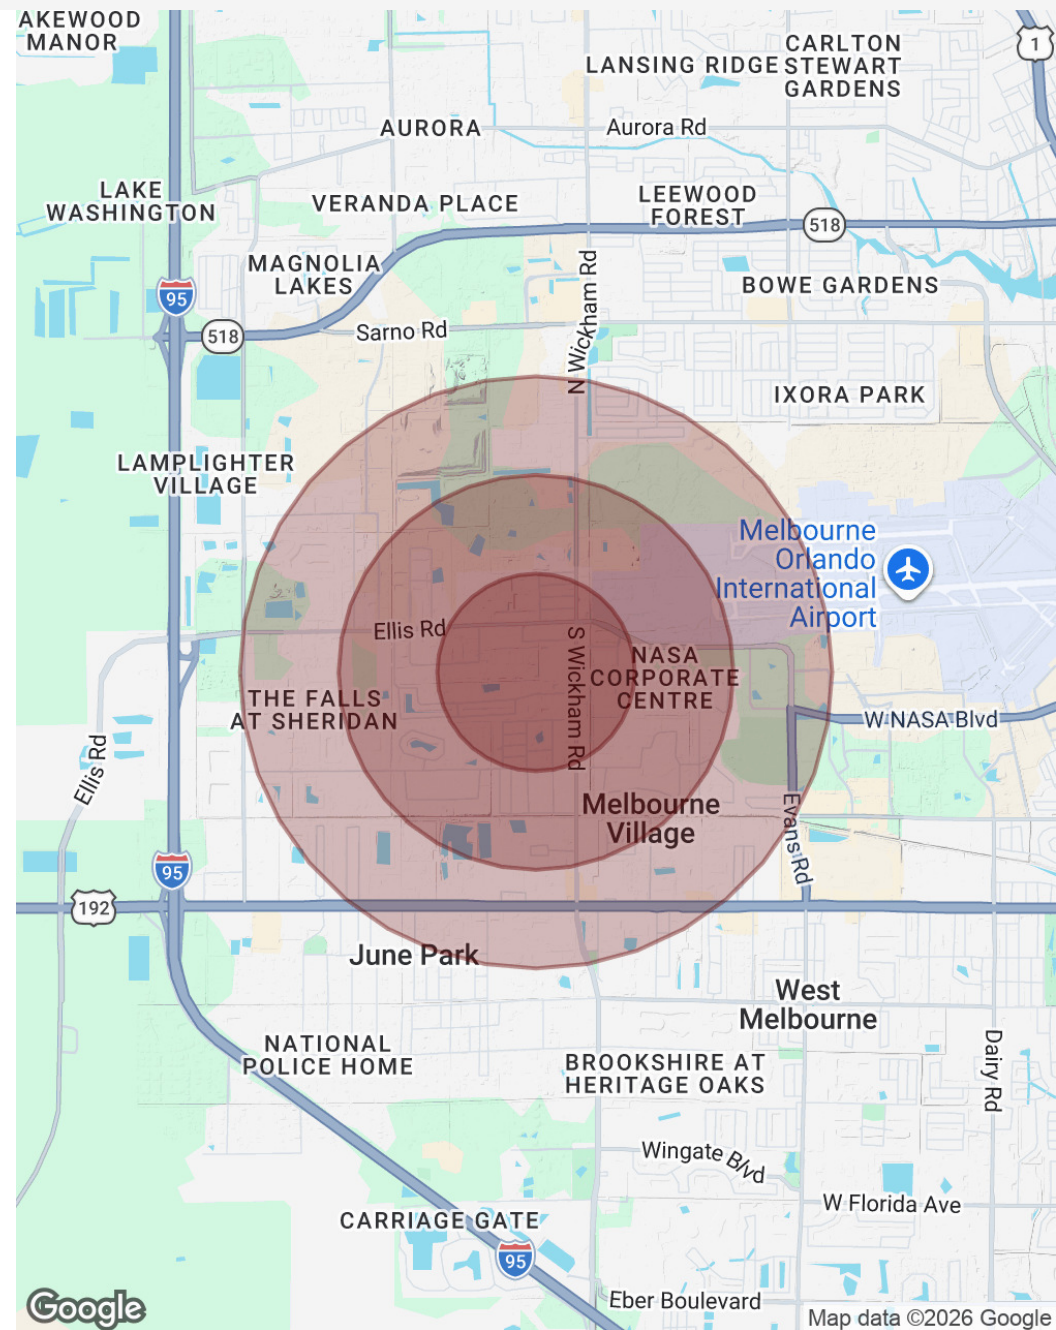 AKEWOOD
MANOR
CARLTON
STEWART
GARDENS
LANSING RIDGE
1
AURORA
Aurora Rd
LAKE
WASHINGTON
VERANDA PLACE
LEEWOOD
FOREST
518
MAGNOLIA
LAKES
BOWE GARDENS
95
518
Sarno Rd
N Wickham Rd
IXORA PARK
LAMPLIGHTER
VILLAGE
Melbourne
Orlando
International
Airport
Ellis Rd
S Wickham Rd
NASA
CORPORATE
CENTRE
THE FALLS
AT SHERIDAN
W NASA Blvd
Ellis Rd
Melbourne
Village
Evans Rd
95
192
June Park
West
Melbourne
NATIONAL
POLICE HOME
BROOKSHIRE AT
HERITAGE OAKS
Dairy Rd
Wingate Blvd
W Florida Ave
CARRIAGE GATE
95
Eber Boulevard
Google
Map data ©2026 Google